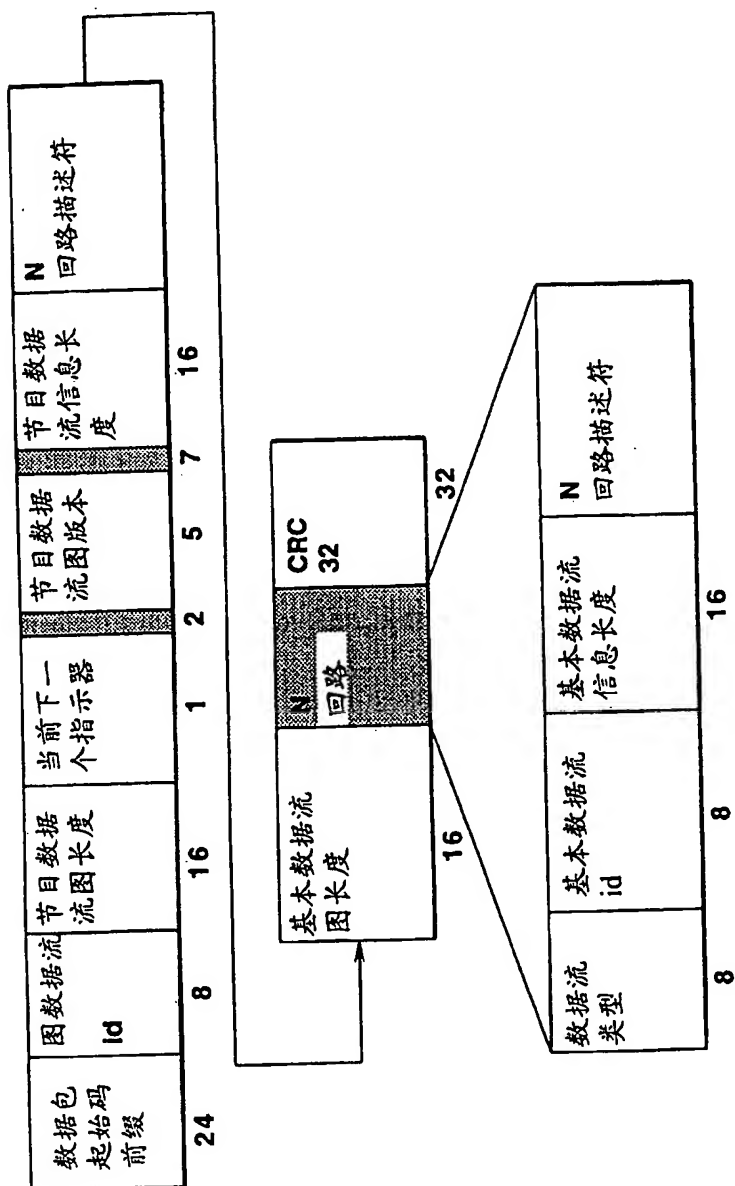 数据包
起始码
前缀
图数据流
id
节目数据
流图长度
当前下一
个指示器
节目数据
流图版本
节目数据
流信息长
度
N
回路描述符
24
8
16
1
2
5
7
16
基本数据流
图长度
N
回路
CRC
32
16
32
数据流
类型
基本数据流
id
基本数据流
信息长度
N
回路描述符
8
8
16